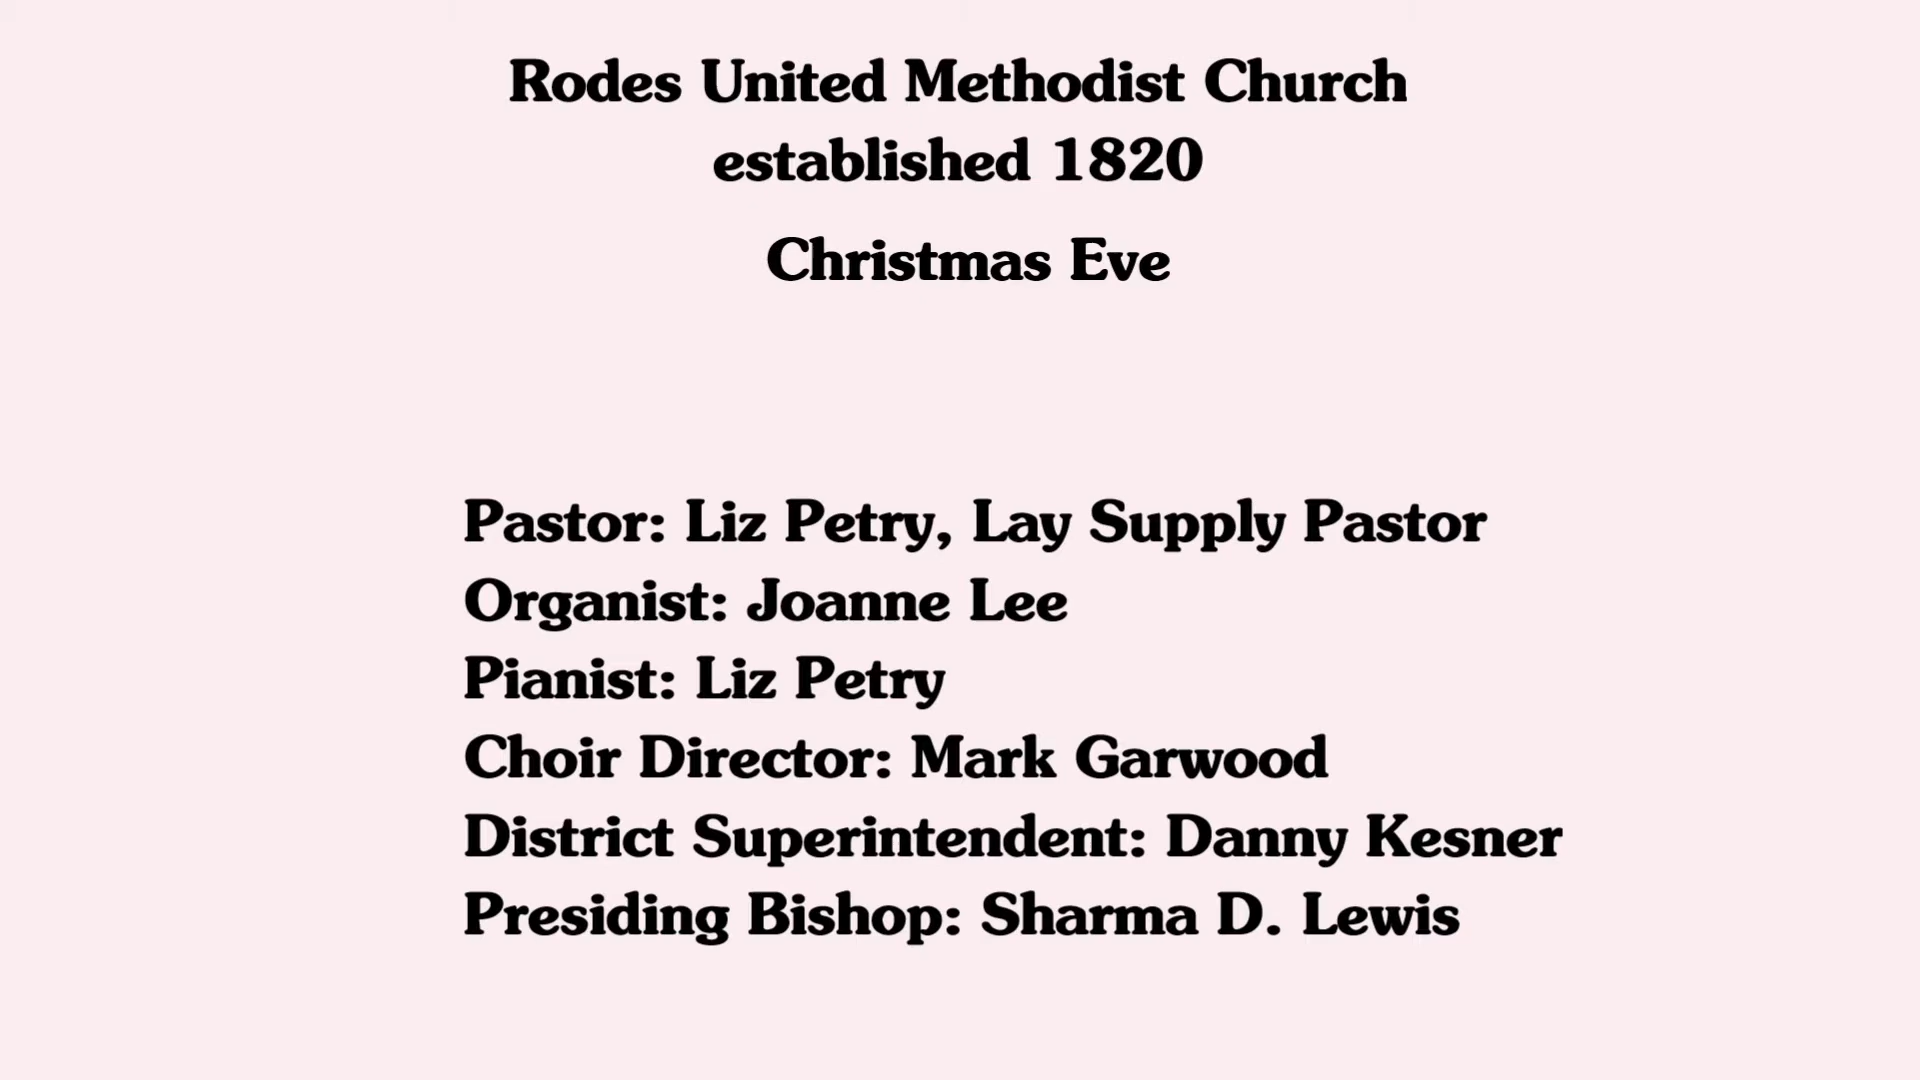 Rodes United Methodist Church
established 1820
Christmas Eve
Pastor: Liz Petry, Lay Supply Pastor
Organist: Joanne Lee
Pianist: Liz Petry
Choir Director: Mark Garwood
District Superintendent: Danny Kesner
Presiding Bishop: Sharma D. Lewis